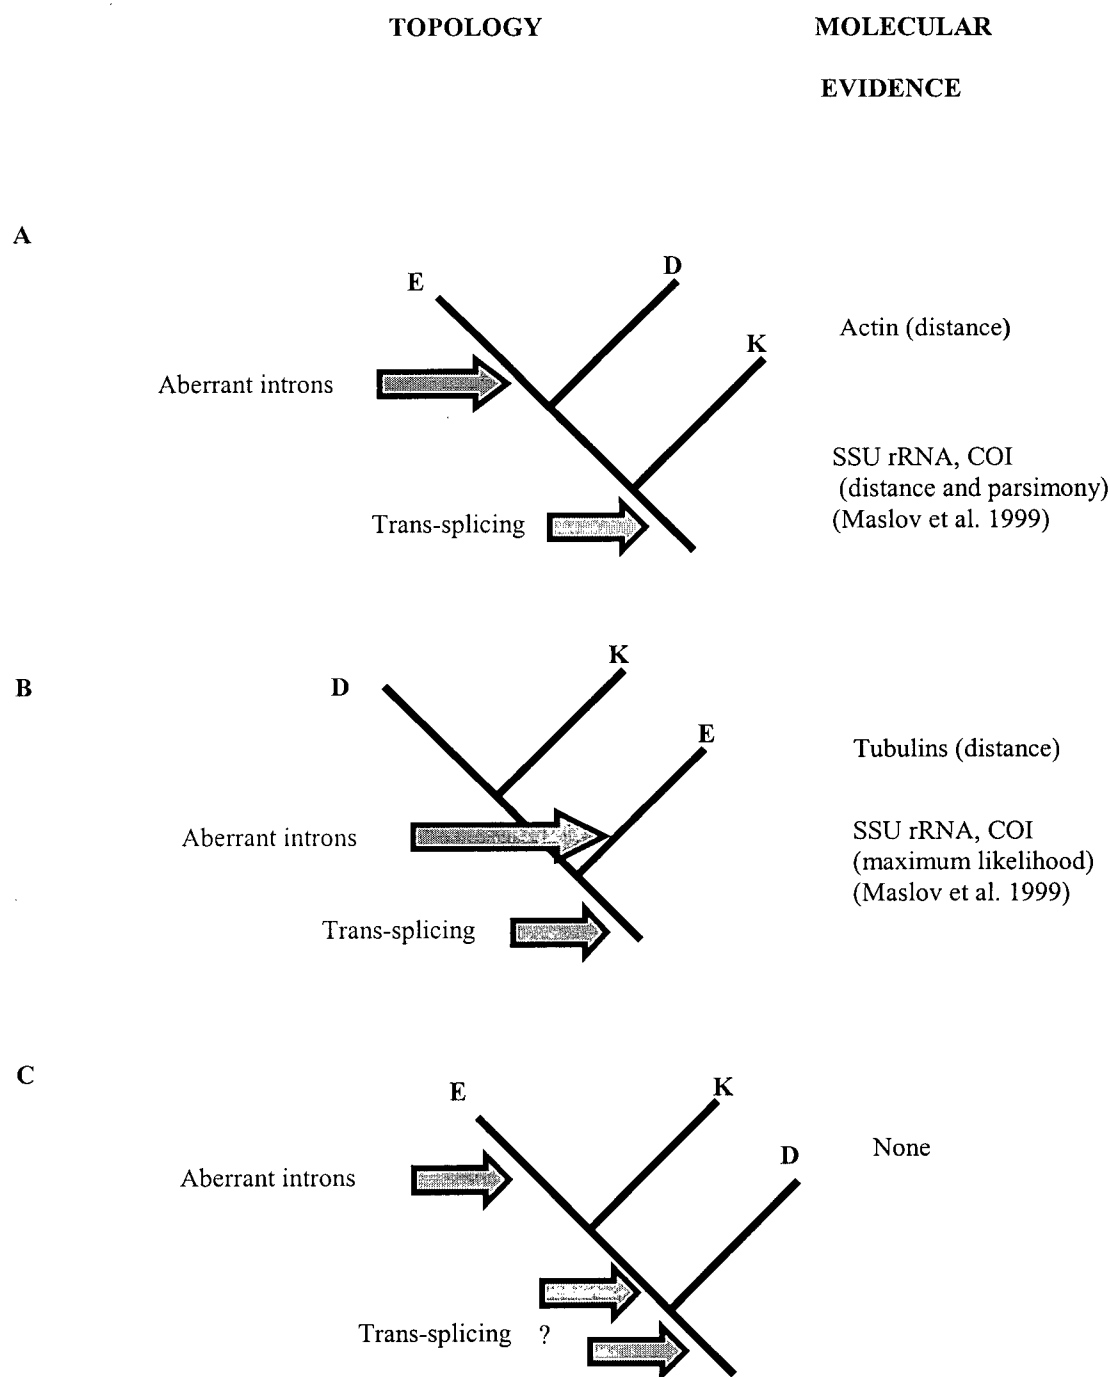 TOPOLOGY
MOLECULAR
EVIDENCE
A
E
D
K
Actin (distance)
Aberrant introns
SSU rRNA, COI
(distance and parsimony)
(Maslov et al. 1999)
Trans-splicing
B
D
K
E
Tubulins (distance)
Aberrant introns
SSU rRNA, COI
(maximum likelihood)
(Maslov et al. 1999)
Trans-splicing
C
E
K
D
None
Aberrant introns
Trans-splicing ?